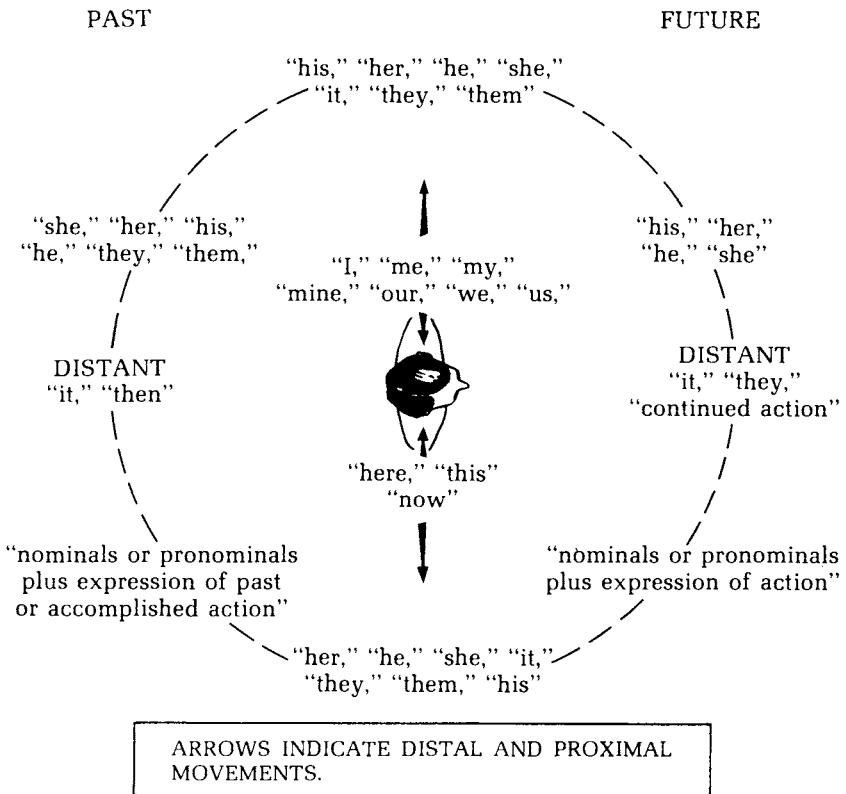 PAST
FUTURE
“his,” “her,” “he,” “she,”
“it,” “they,” “them”
“she,” “her,” “his,”
“he,” “they,” “them,”
“his,” “her,”
“he,” “she”
“I,” “me,” “my,”
“mine,” “our,” “we,” “us,”
DISTANT
“it,” “then”
DISTANT
“it,” “they,”
“continued action”
“here,” “this”
“now”
“nominals or pronominals
plus expression of past
or accomplished action”
“nominals or pronominals
plus expression of action”
“her,” “he,” “she,” “it,”
“they,” “them,” “his”
ARROWS INDICATE DISTAL AND PROXIMAL
MOVEMENTS.